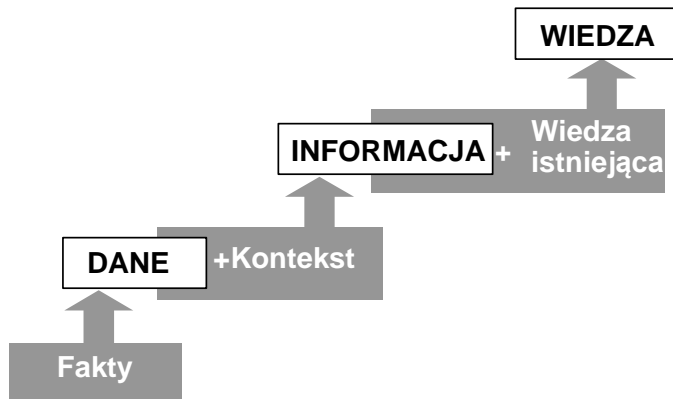 WIEDZA
INFORMACJA + Wiedza
istniejąca
DANE +Kontekst
Fakty